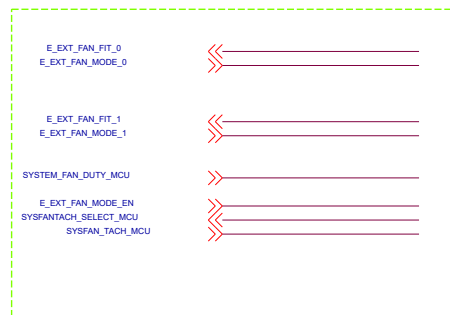 E_EXT_FAN_FIT_0
E_EXT_FAN_MODE_0
E_EXT_FAN_FIT_1
E_EXT_FAN_MODE_1
SYSTEM_FAN_DUTY_MCU
E_EXT_FAN_MODE_EN
SYSFANTACH_SELECT_MCU
SYSFAN_TACH_MCU